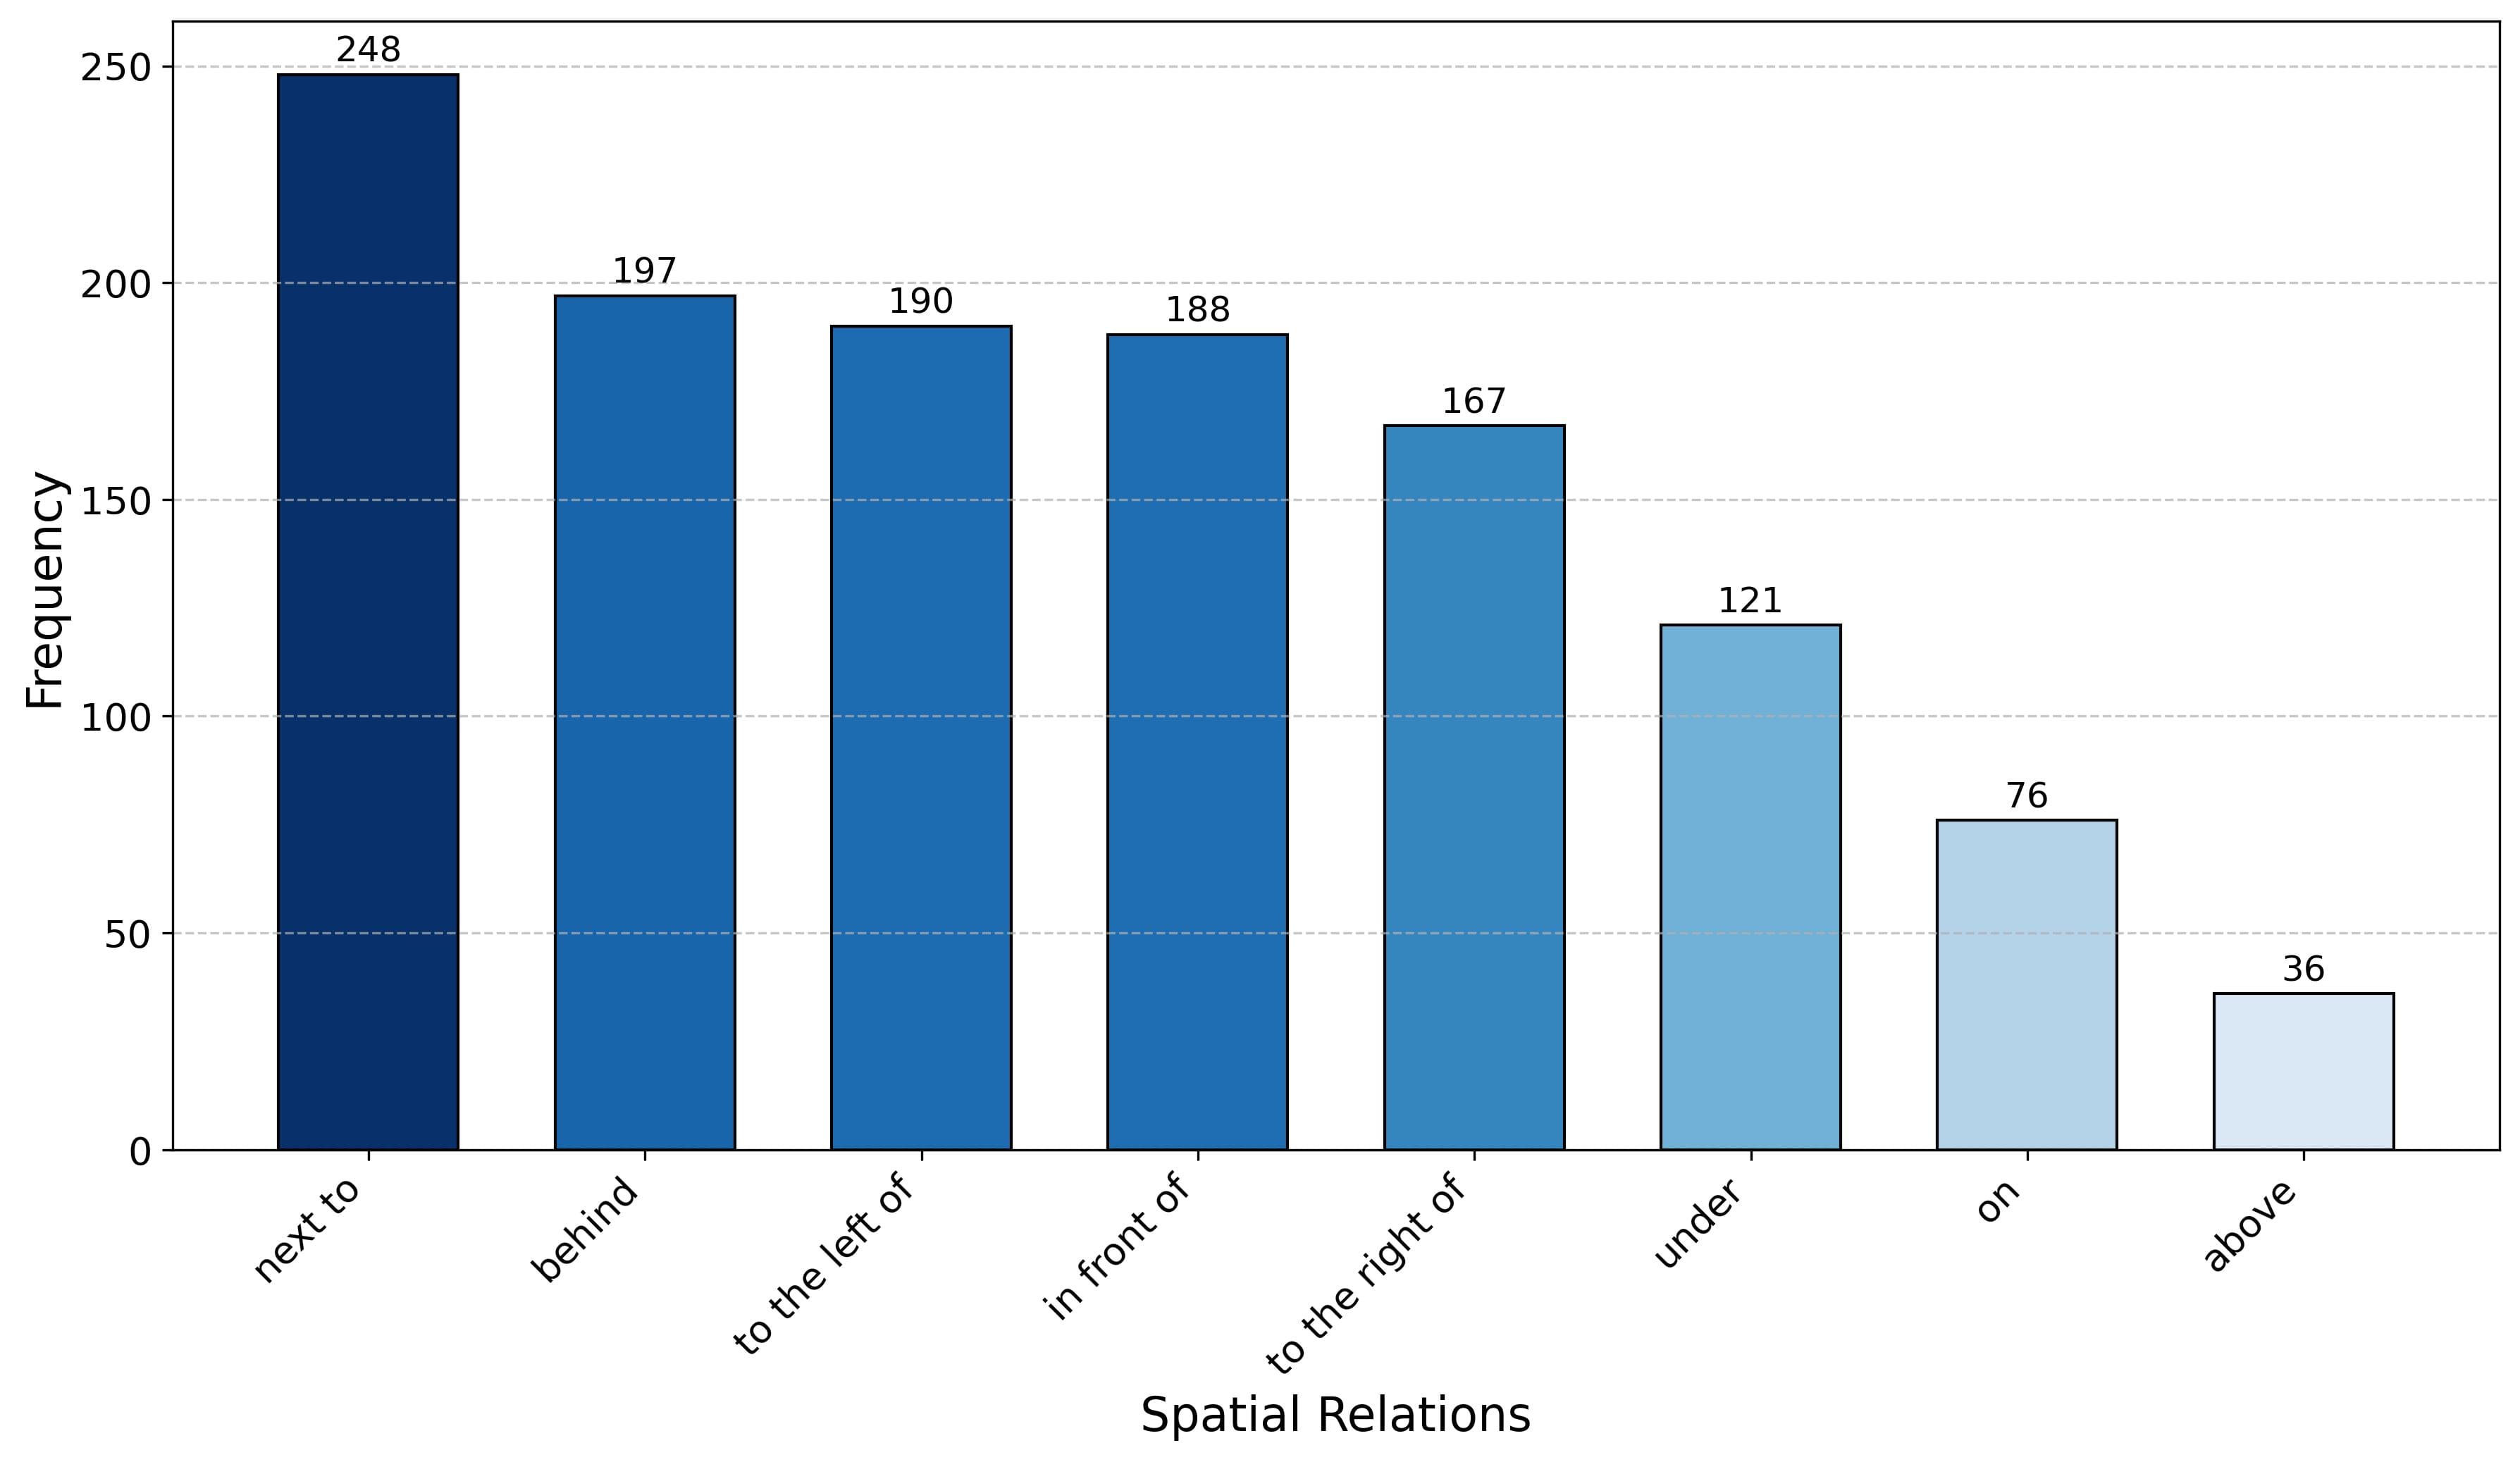 248
250
197
200
190
188
167
150
121
100
76
50
36
0
Frequency
next to
behind
to the left of
in front of
to the right of
under
on
above
Spatial Relations